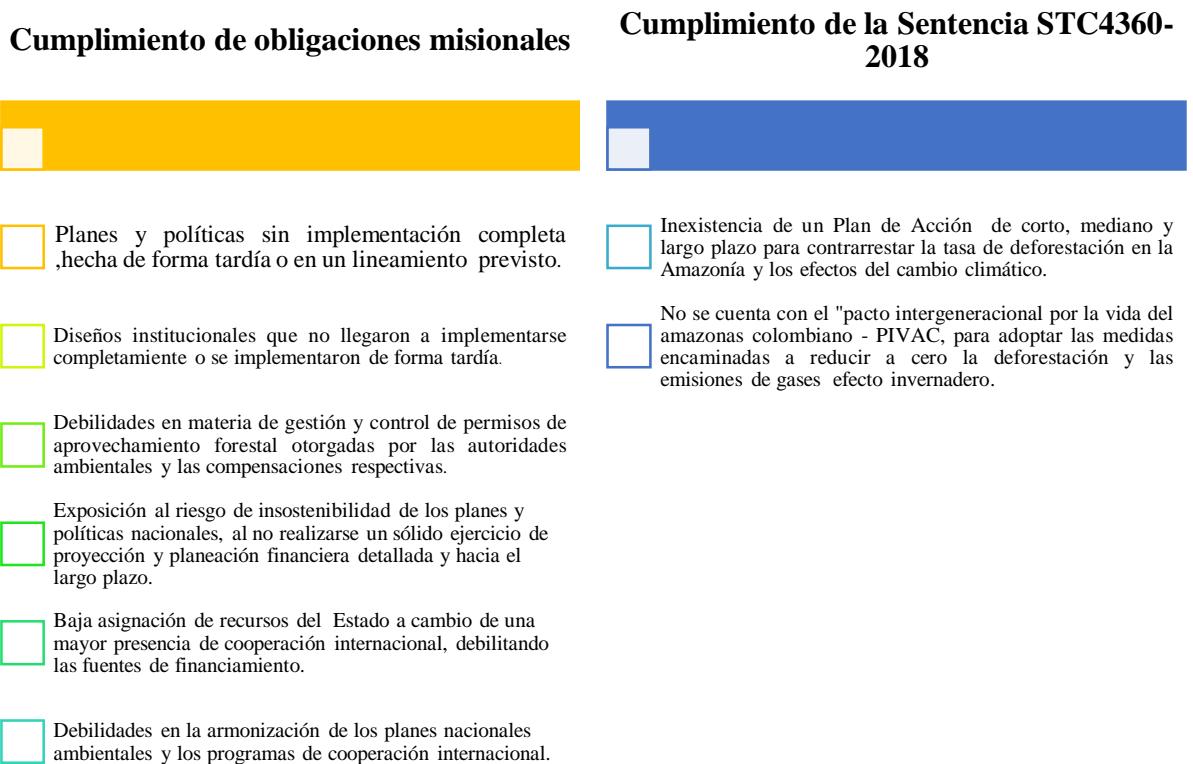 Cumplimiento de obligaciones misionales
Planes y políticas sin implementación completa
,hecha de forma tardía o en un lineamiento previsto.
Diseños institucionales que no llegaron a implementarse
completamente o se implementaron de forma tardía.
Debilidades en materia de gestión y control de permisos de
aprovechamiento forestal otorgadas por las autoridades
ambientales y las compensaciones respectivas.
Exposición al riesgo de insostenibilidad de los planes y
políticas nacionales, al no realizarse un sólido ejercicio de
proyección y planeación financiera detallada y hacia el
largo plazo.
Baja asignación de recursos del Estado a cambio de una
mayor presencia de cooperación internacional, debilitando
las fuentes de financiamiento.
Debilidades en la armonización de los planes nacionales
ambientales y los programas de cooperación internacional.
Cumplimiento de la Sentencia STC4360-
2018
Inexistencia de un Plan de Acción de corto, mediano y
largo plazo para contrarrestar la tasa de deforestación en la
Amazonía y los efectos del cambio climático.
No se cuenta con el "pacto intergeneracional por la vida del
amazonas colombiano - PIVAC, para adoptar las medidas
encaminadas a reducir a cero la deforestación y las
emisiones de gases efecto invernadero.